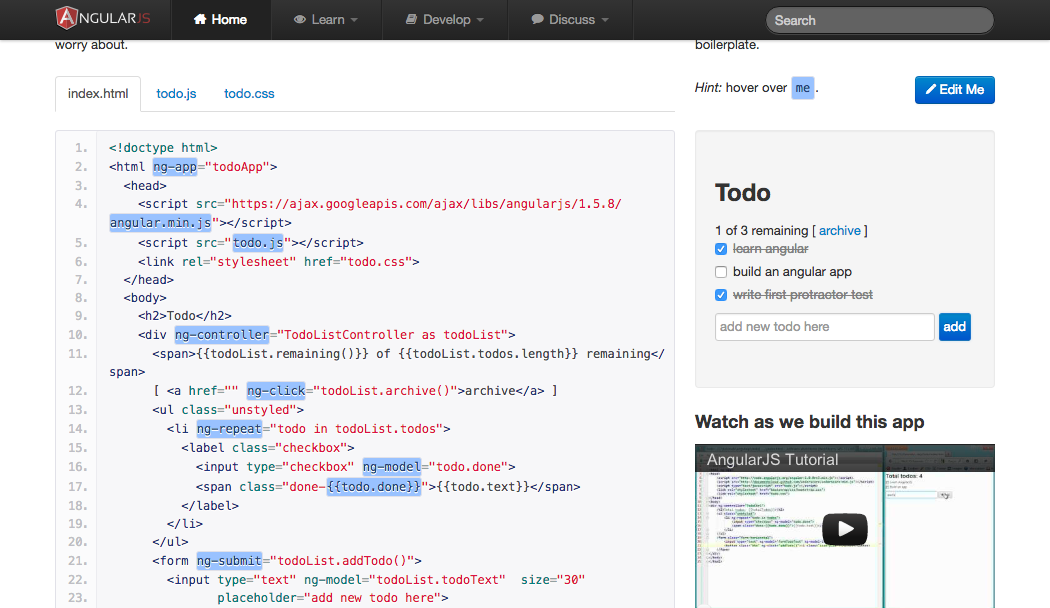 ANGULARJS
Home
Learn
Develop
Discuss
Search
worry about.
index.html todo.js todo.css
1. <!doctype html>
2. <html ng-app="todoApp">
3.   <head>
4.     <script src="https://ajax.googleapis.com/ajax/libs/angularjs/1.5.8/
angular.min.js"></script>
5.     <script src="todo.js"></script>
6.     <link rel="stylesheet" href="todo.css">
7.   </head>
8.   <body>
9.     <h2>Todo</h2>
10.     <div ng-controller="TodoListController as todoList">
11.       <span>{{todoList.remaining()}} of {{todoList.todos.length}} remaining</
span>
12.       [ <a href="" ng-click="todoList.archive()">archive</a> ]
13.       <ul class="unstyled">
14.         <li ng-repeat="todo in todoList.todos">
15.           <label class="checkbox">
16.             <input type="checkbox" ng-model="todo.done">
17.             <span class="done-{{todo.done}}">{{todo.text}}</span>
18.           </label>
19.         </li>
20.       </ul>
21.       <form ng-submit="todoList.addTodo()">
22.         <input type="text" ng-model="todoList.todoText"  size="30"
23.                placeholder="add new todo here">
boilerplate.
Hint: hover over me .
Edit Me
Todo
1 of 3 remaining [ archive ]
learn angular
build an angular app
write first protractor test
add new todo here
add
Watch as we build this app
AngularJS Tutorial
Total todos: 4